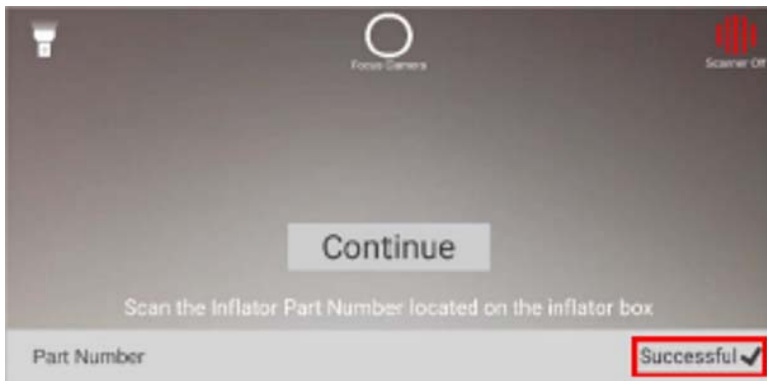 Focus Camera
Scanner Off
Continue
Scan the Inflator Part Number located on the inflator box
Part Number
Successful